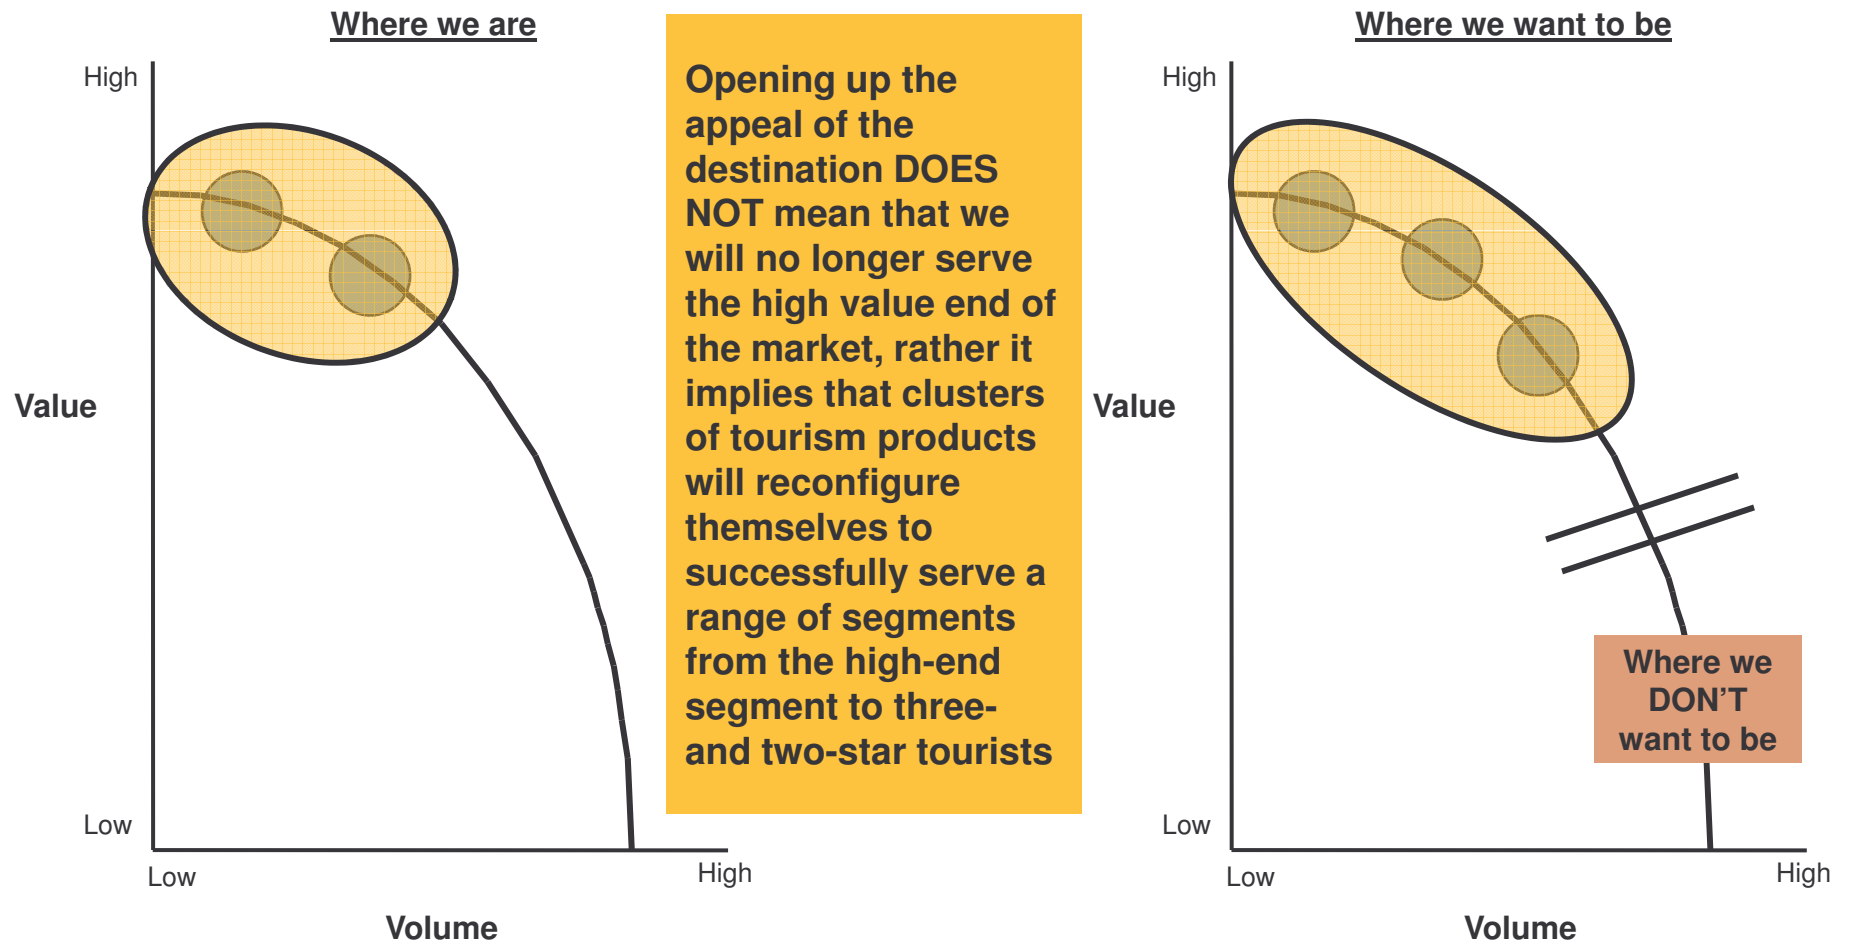 Where we are
High
Value
Low
Low
High
Volume
Opening up the
appeal of the
destination DOES
NOT mean that we
will no longer serve
the high value end of
the market, rather it
implies that clusters
of tourism products
will reconfigure
themselves to
successfully serve a
range of segments
from the high-end
segment to three-
and two-star tourists
Where we want to be
High
Value
Where we
DON'T
want to be
Low
Low
High
Volume